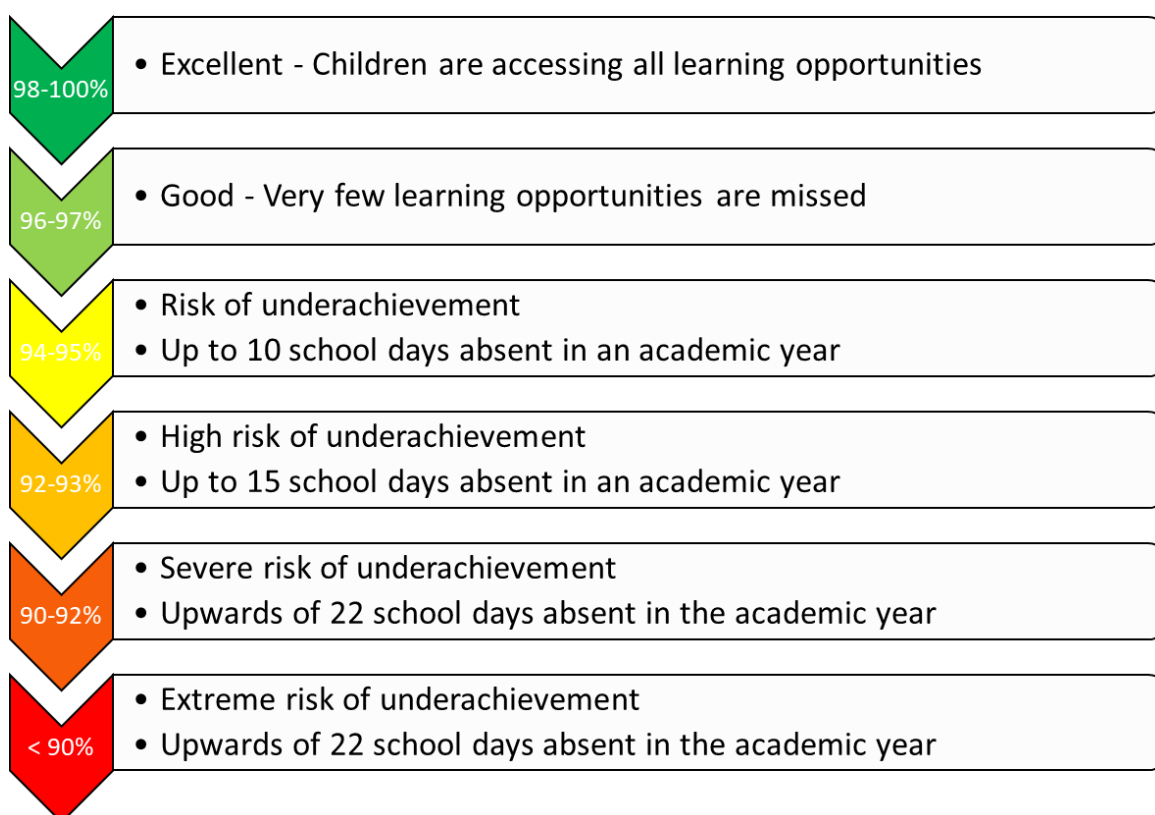 98-100%
• Excellent - Children are accessing all learning opportunities
96-97%
• Good - Very few learning opportunities are missed
94-95%
• Risk of underachievement
• Up to 10 school days absent in an academic year
92-93%
• High risk of underachievement
• Up to 15 school days absent in an academic year
90-92%
• Severe risk of underachievement
• Upwards of 22 school days absent in the academic year
< 90%
• Extreme risk of underachievement
• Upwards of 22 school days absent in the academic year